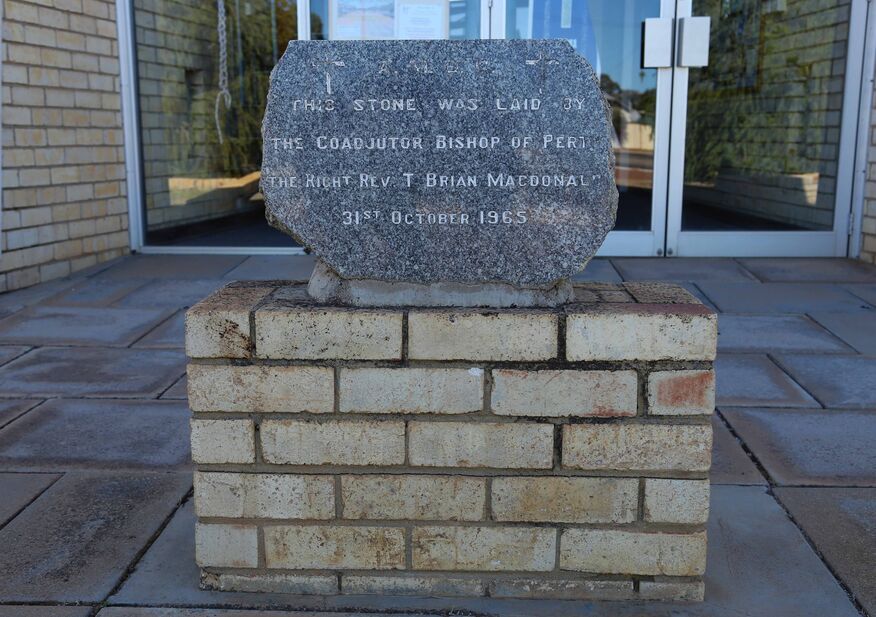 A.M.D.G.
THIS STONE WAS LAID BY
THE COADJUTOR BISHOP OF PERT
THE RIGHT REV. T. BRIAN MACDONAL
31ST OCTOBER 1965